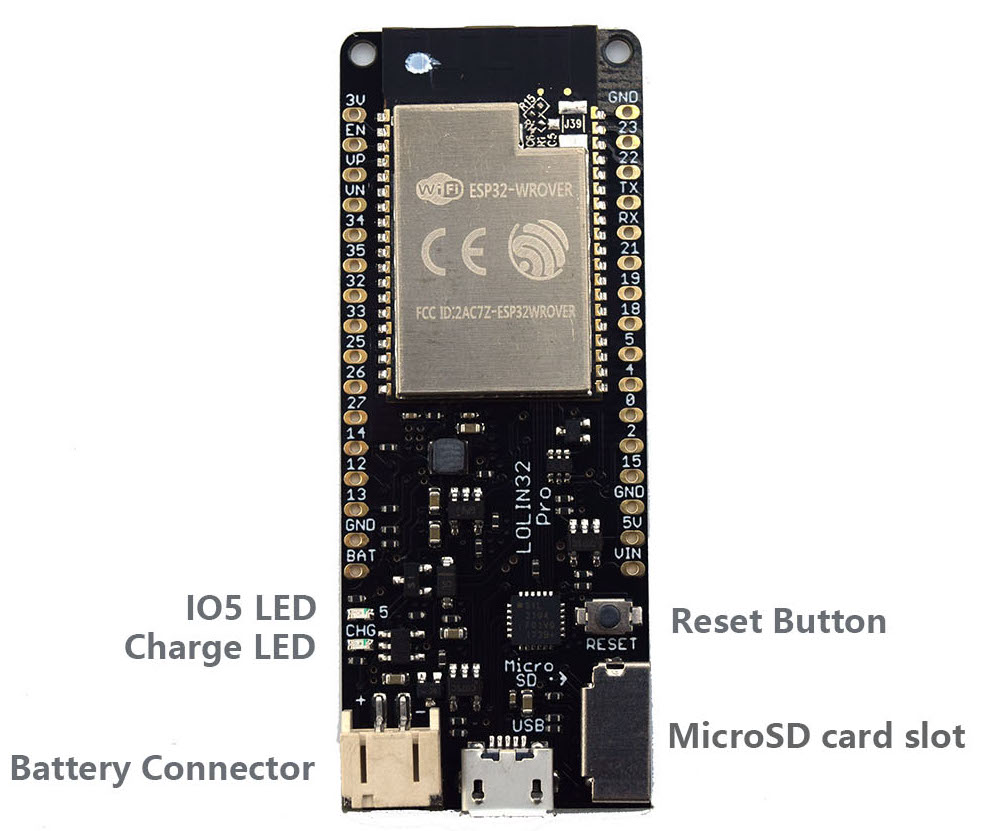 3V
EN
VP
VN
34
35
32
33
25
26
27
14
12
13
GND
BAT
GND
23
22
TX
RX
21
19
18
5
4
0
2
15
GND
5V
VIN
R15
J39
C5
WiFi ESP32-WROVER
CE
FCC ID:2AC7Z-ESP32WROVER
LOLIN32
Pro
5
CHG
RESET
Micro
SD
USB
+
-
IO5 LED
Charge LED
Battery Connector
Reset Button
MicroSD card slot